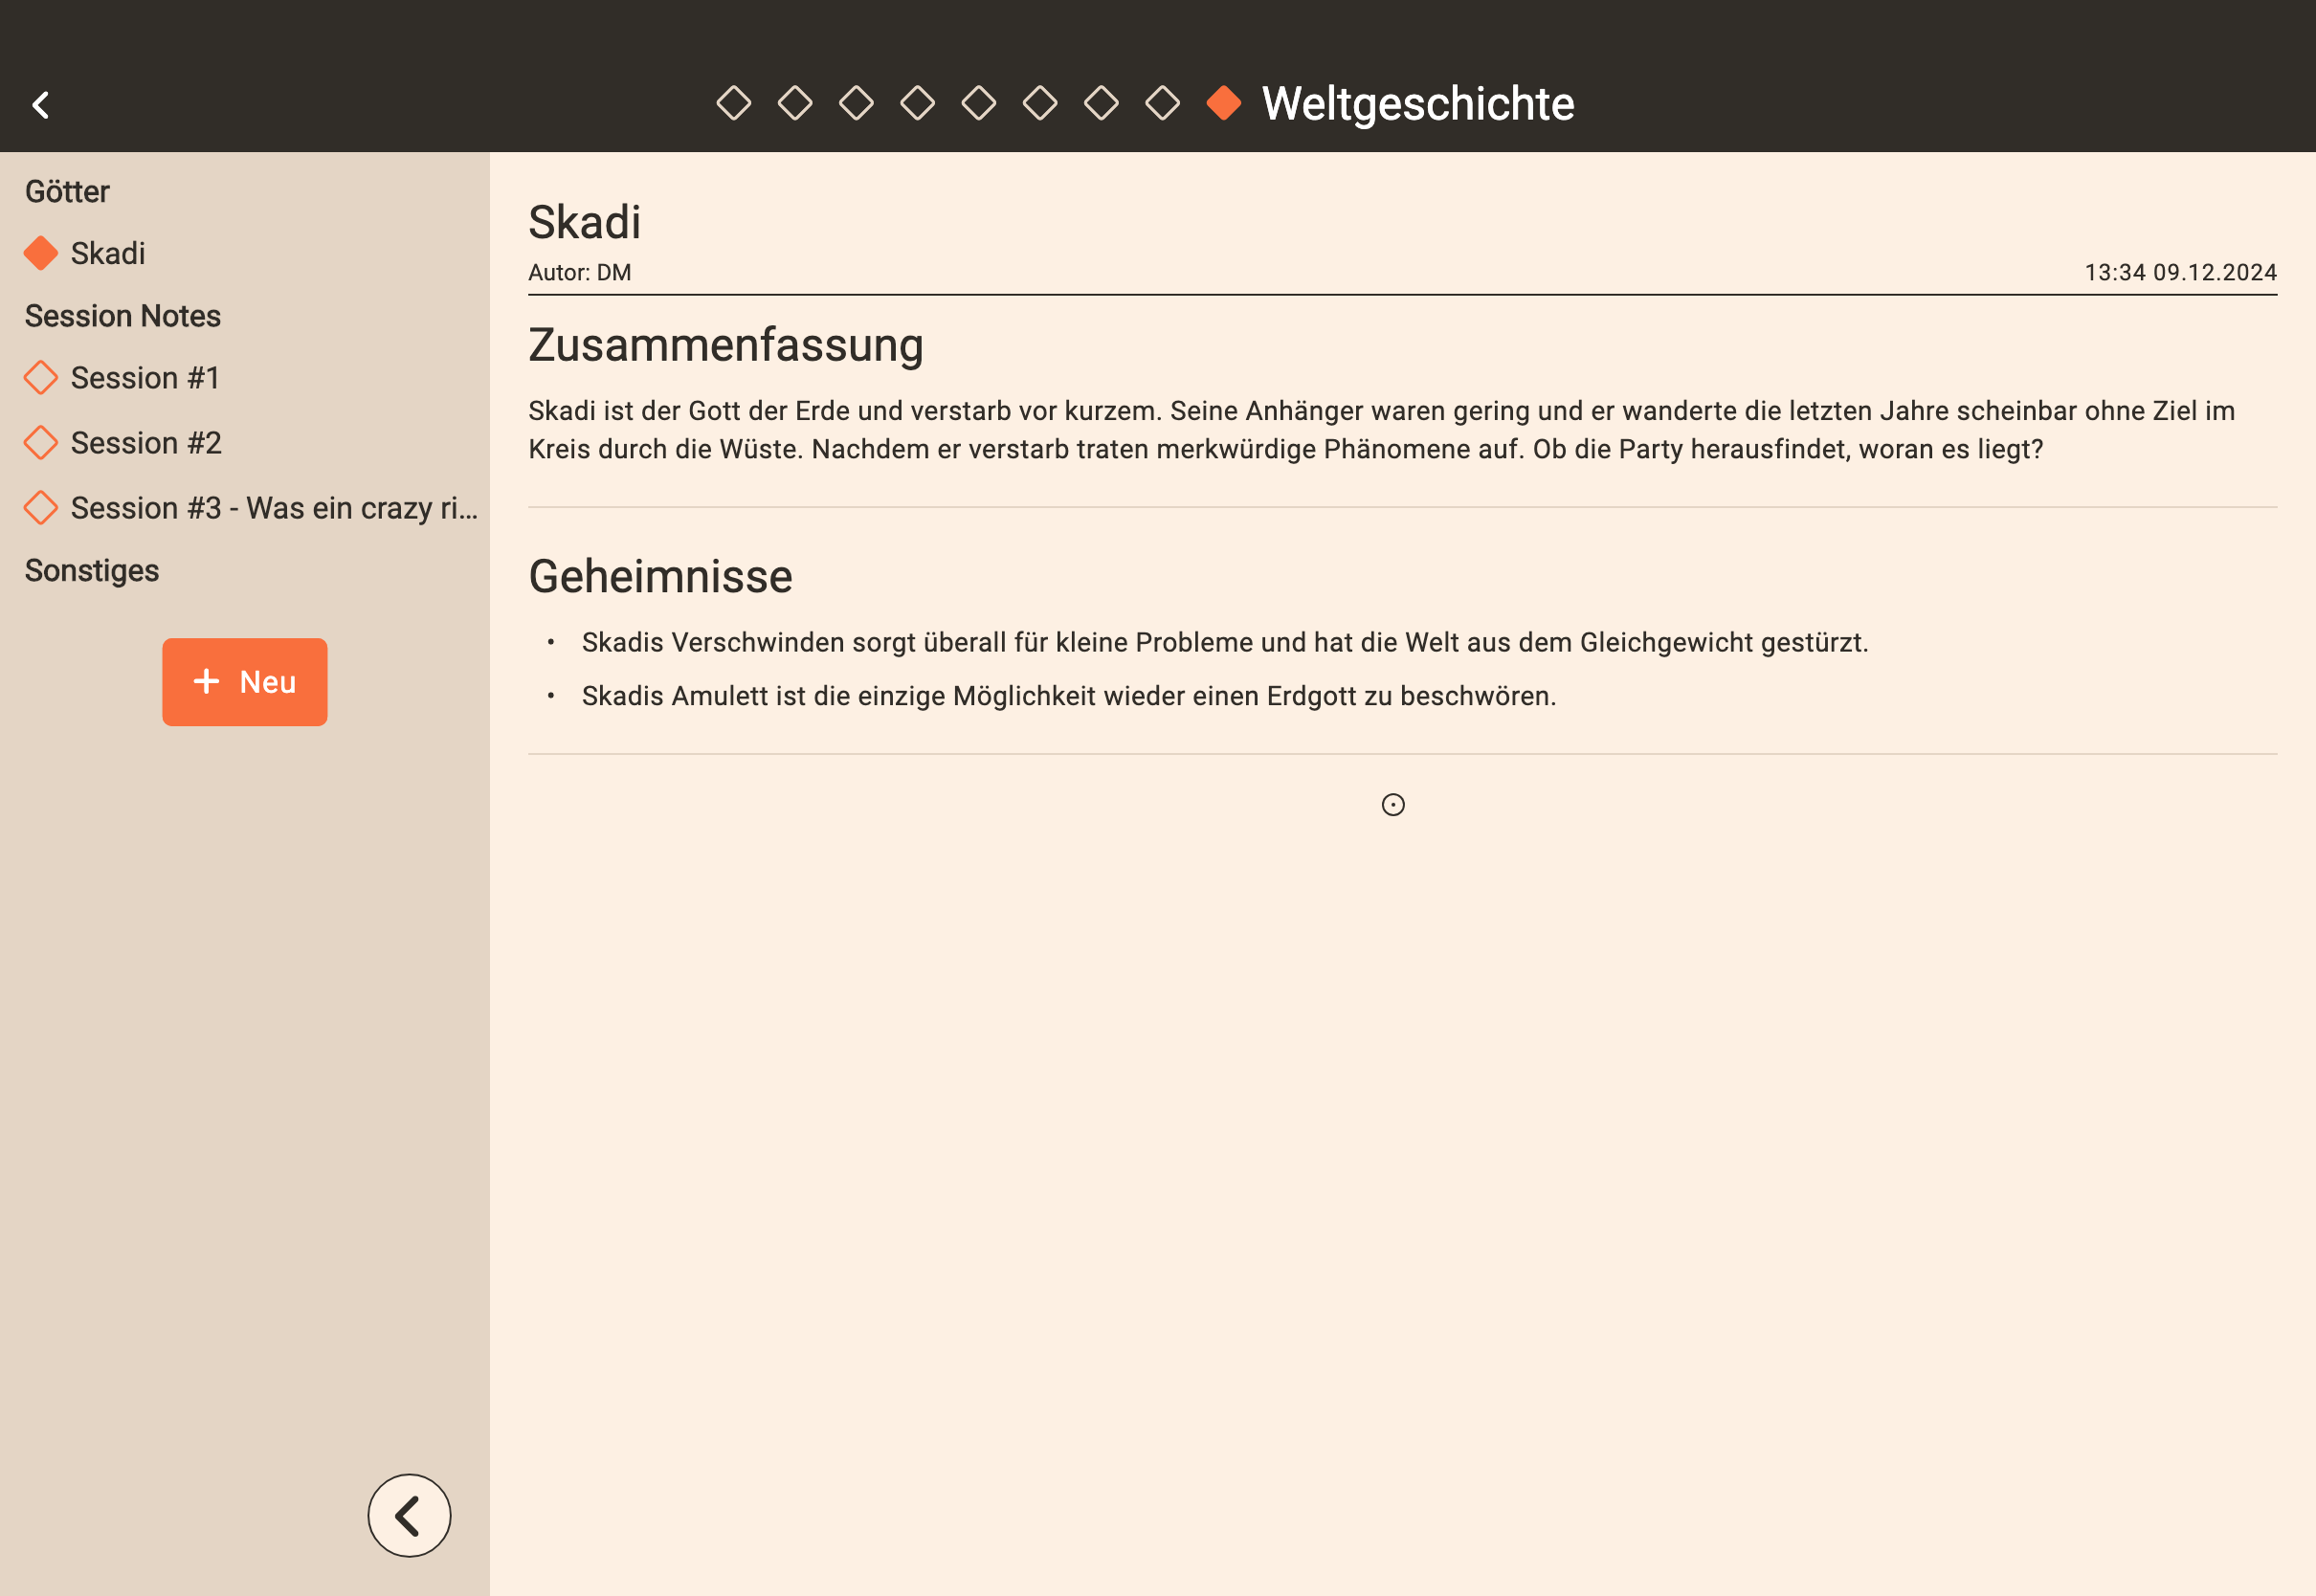 Weltgeschichte
Götter
Skadi
Session Notes
Session #1
Session #2
Session #3 - Was ein crazy ri...
Sonstiges
+ Neu
Skadi
Autor: DM
13:34 09.12.2024
Zusammenfassung
Skadi ist der Gott der Erde und verstarb vor kurzem. Seine Anhänger waren gering und er wanderte die letzten Jahre scheinbar ohne Ziel im
Kreis durch die Wüste. Nachdem er verstarb traten merkwürdige Phänomene auf. Ob die Party herausfindet, woran es liegt?
Geheimnisse
• Skadis Verschwinden sorgt überall für kleine Probleme und hat die Welt aus dem Gleichgewicht gestürzt.
• Skadis Amulett ist die einzige Möglichkeit wieder einen Erdgott zu beschwören.